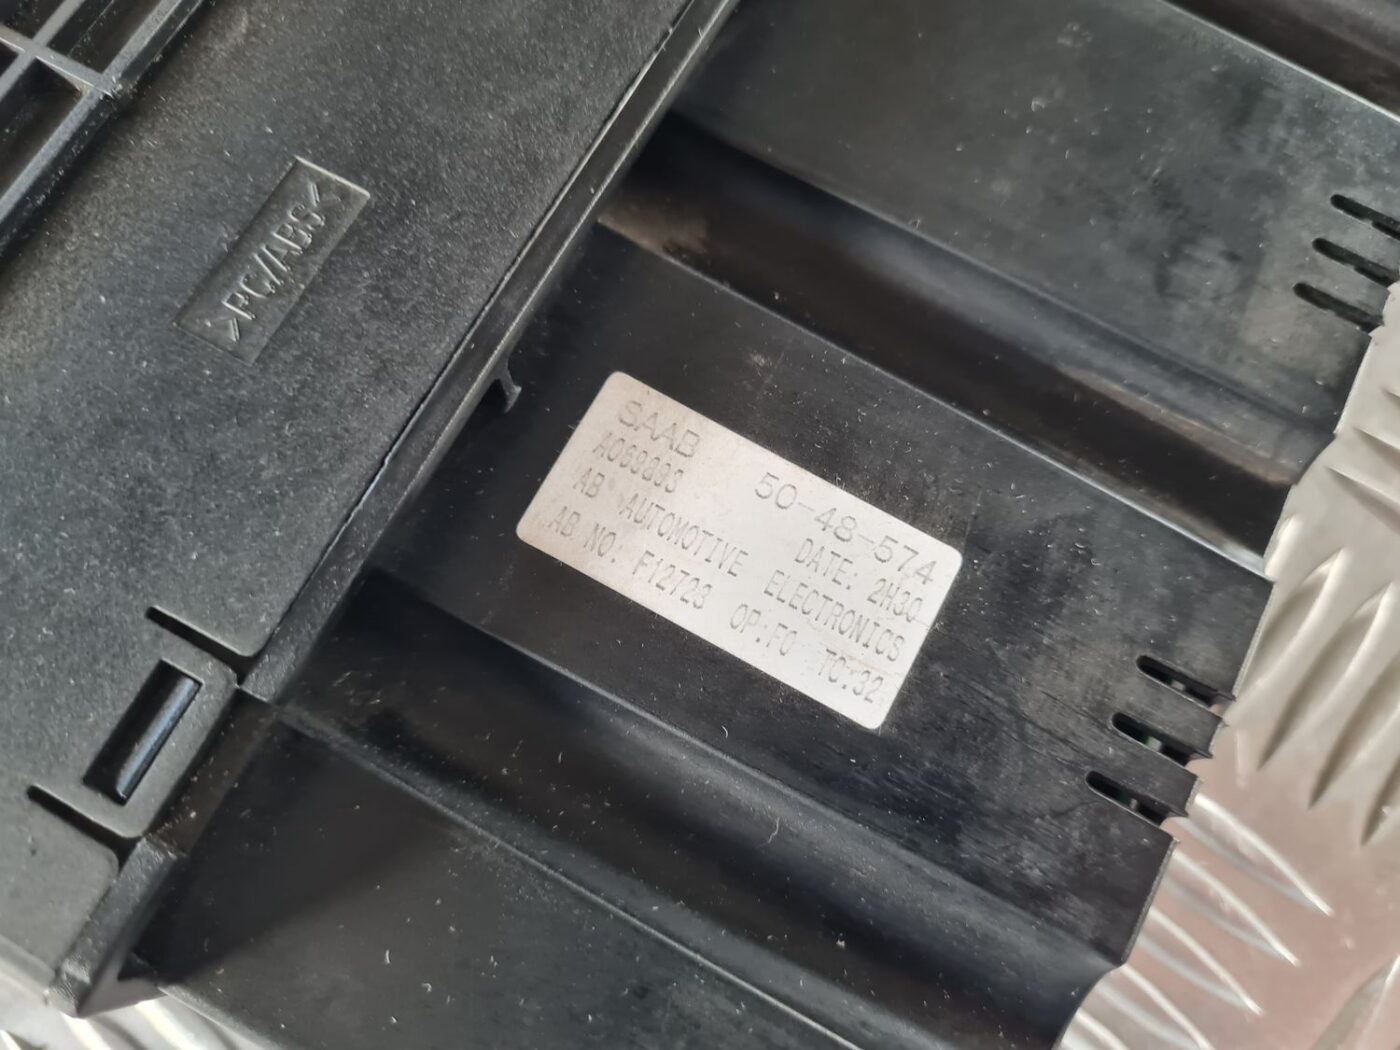 >PC/ABS<
SAAB 50-48-574
A069893 DATE: 2H30
AB AUTOMOTIVE ELECTRONICS
AB NO: F12723 OP:F0 TC:32